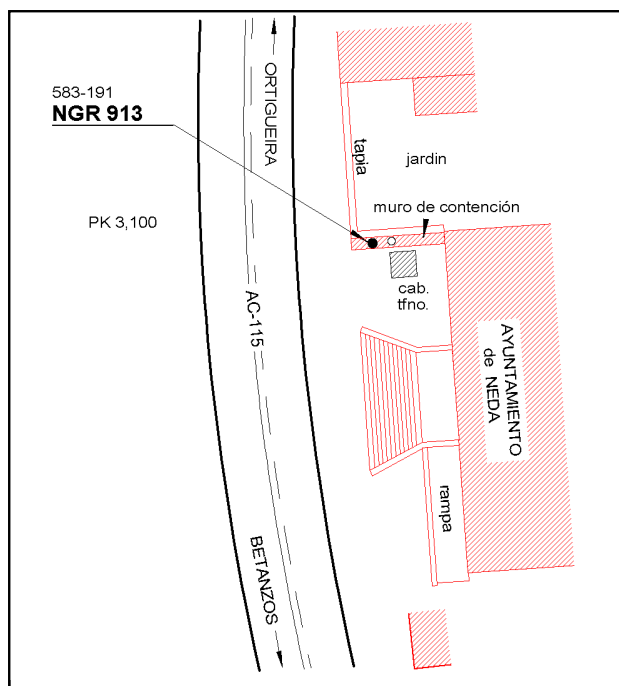 583-191
NGR 913
PK 3,100
ORTIGUEIRA
AC-115
BETANZOS
tapia
jardin
muro de contención
cab.
tfno.
AYUNTAMIENTO
de NEDA
rampa